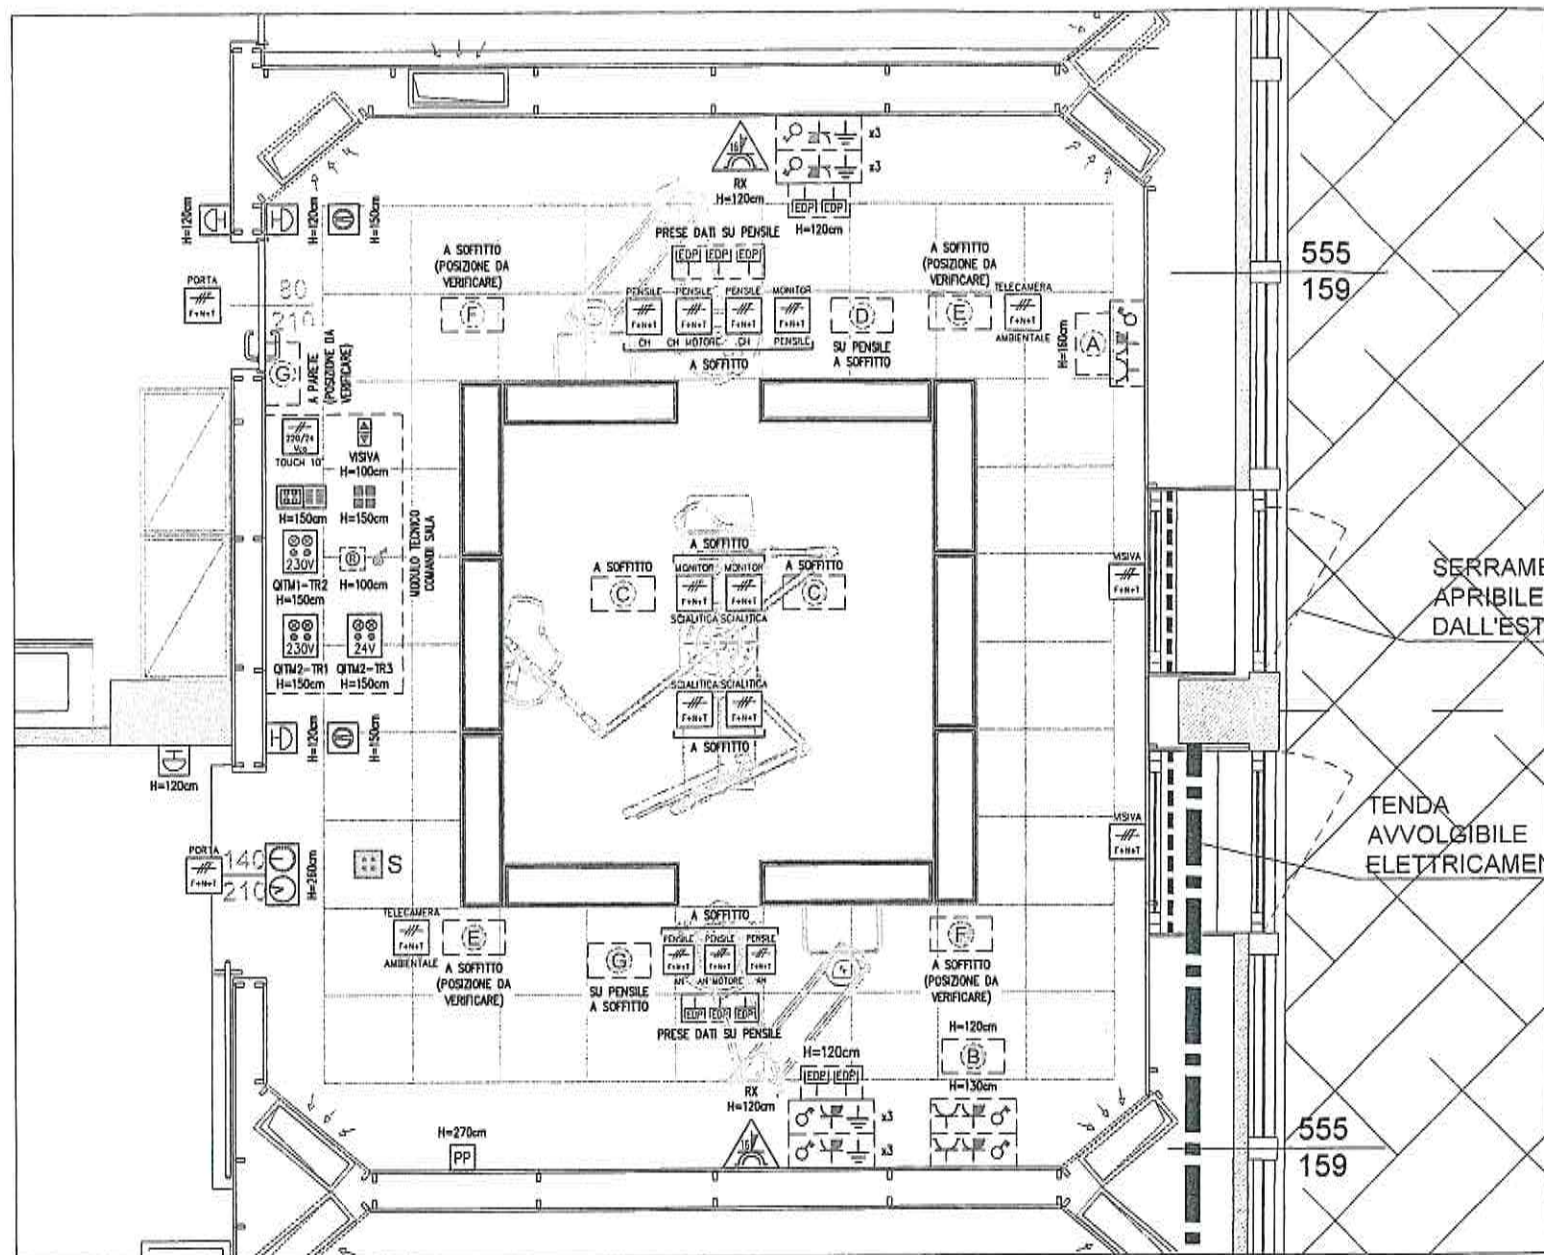 x3
16
x3
RX
H=120cm
EDP EDP
H=120cm
H=120cm
H=120cm
H=150cm
PRESE DATI SU PENSILE
EDP EDP EDP
A SOFFITTO
(POSIZIONE DA
VERIFICARE)
F
A SOFFITTO
(POSIZIONE DA
VERIFICARE)
E
555
159
PORTA
F+N+T
80
210
PENSILE PENSILE PENSILE MONITOR
F+N+T F+N+T F+N+T F+N+T
CH CH MOTORE CH PENSILE
A SOFFITTO
D
SU PENSILE
A SOFFITTO
TELECAMERA
F+N+T
AMBIENTALE
H=160cm
A
G
A PARETE
(POSIZIONE DA
VERIFICARE)
220/24
Vca
TOUCH 10"
VISIVA
H=100cm
H=150cm
H=150cm
230V
QITM1-TR2
H=150cm
B
H=100cm
MODULO TECNICO
COMANDI SALA
230V
24V
QITM2-TR1 QITM2-TR3
H=150cm H=150cm
A SOFFITTO
MONITOR MONITOR
F+N+T F+N+T
SCIALITICA SCIALITICA
A SOFFITTO
C
A SOFFITTO
C
SCIALITICA SCIALITICA
F+N+T F+N+T
A SOFFITTO
VISIVA
F+N+T
SERRAME
APRIBILE
DALL'EST
H=120cm
H=150cm
H=120cm
VISIVA
F+N+T
TENDA
AVVOLGIBILE
ELETTRICAMEN
PORTA
F+N+T
140
210
H=260cm
S
TELECAMERA
F+N+T
AMBIENTALE
E
A SOFFITTO
(POSIZIONE DA
VERIFICARE)
G
SU PENSILE
A SOFFITTO
A SOFFITTO
PENSILE PENSILE PENSILE
F+N+T F+N+T F+N+T
AN AN MOTORE AN
EDP EDP EDP
PRESE DATI SU PENSILE
F
A SOFFITTO
(POSIZIONE DA
VERIFICARE)
H=120cm
B
H=130cm
H=120cm
EDP EDP
RX
H=120cm
16
x3
x3
H=270cm
PP
555
159